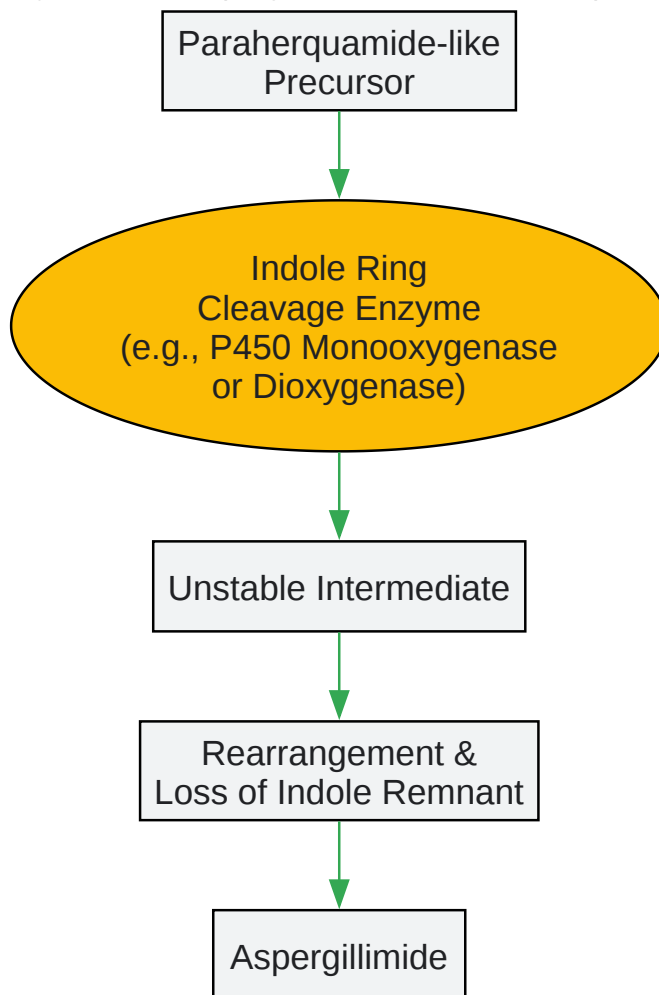 Paraherquamide-like
Precursor
Indole Ring
Cleavage Enzyme
(e.g., P450 Monooxygenase
or Dioxygenase)
Unstable Intermediate
Rearrangement &
Loss of Indole Remnant
Aspergillimide